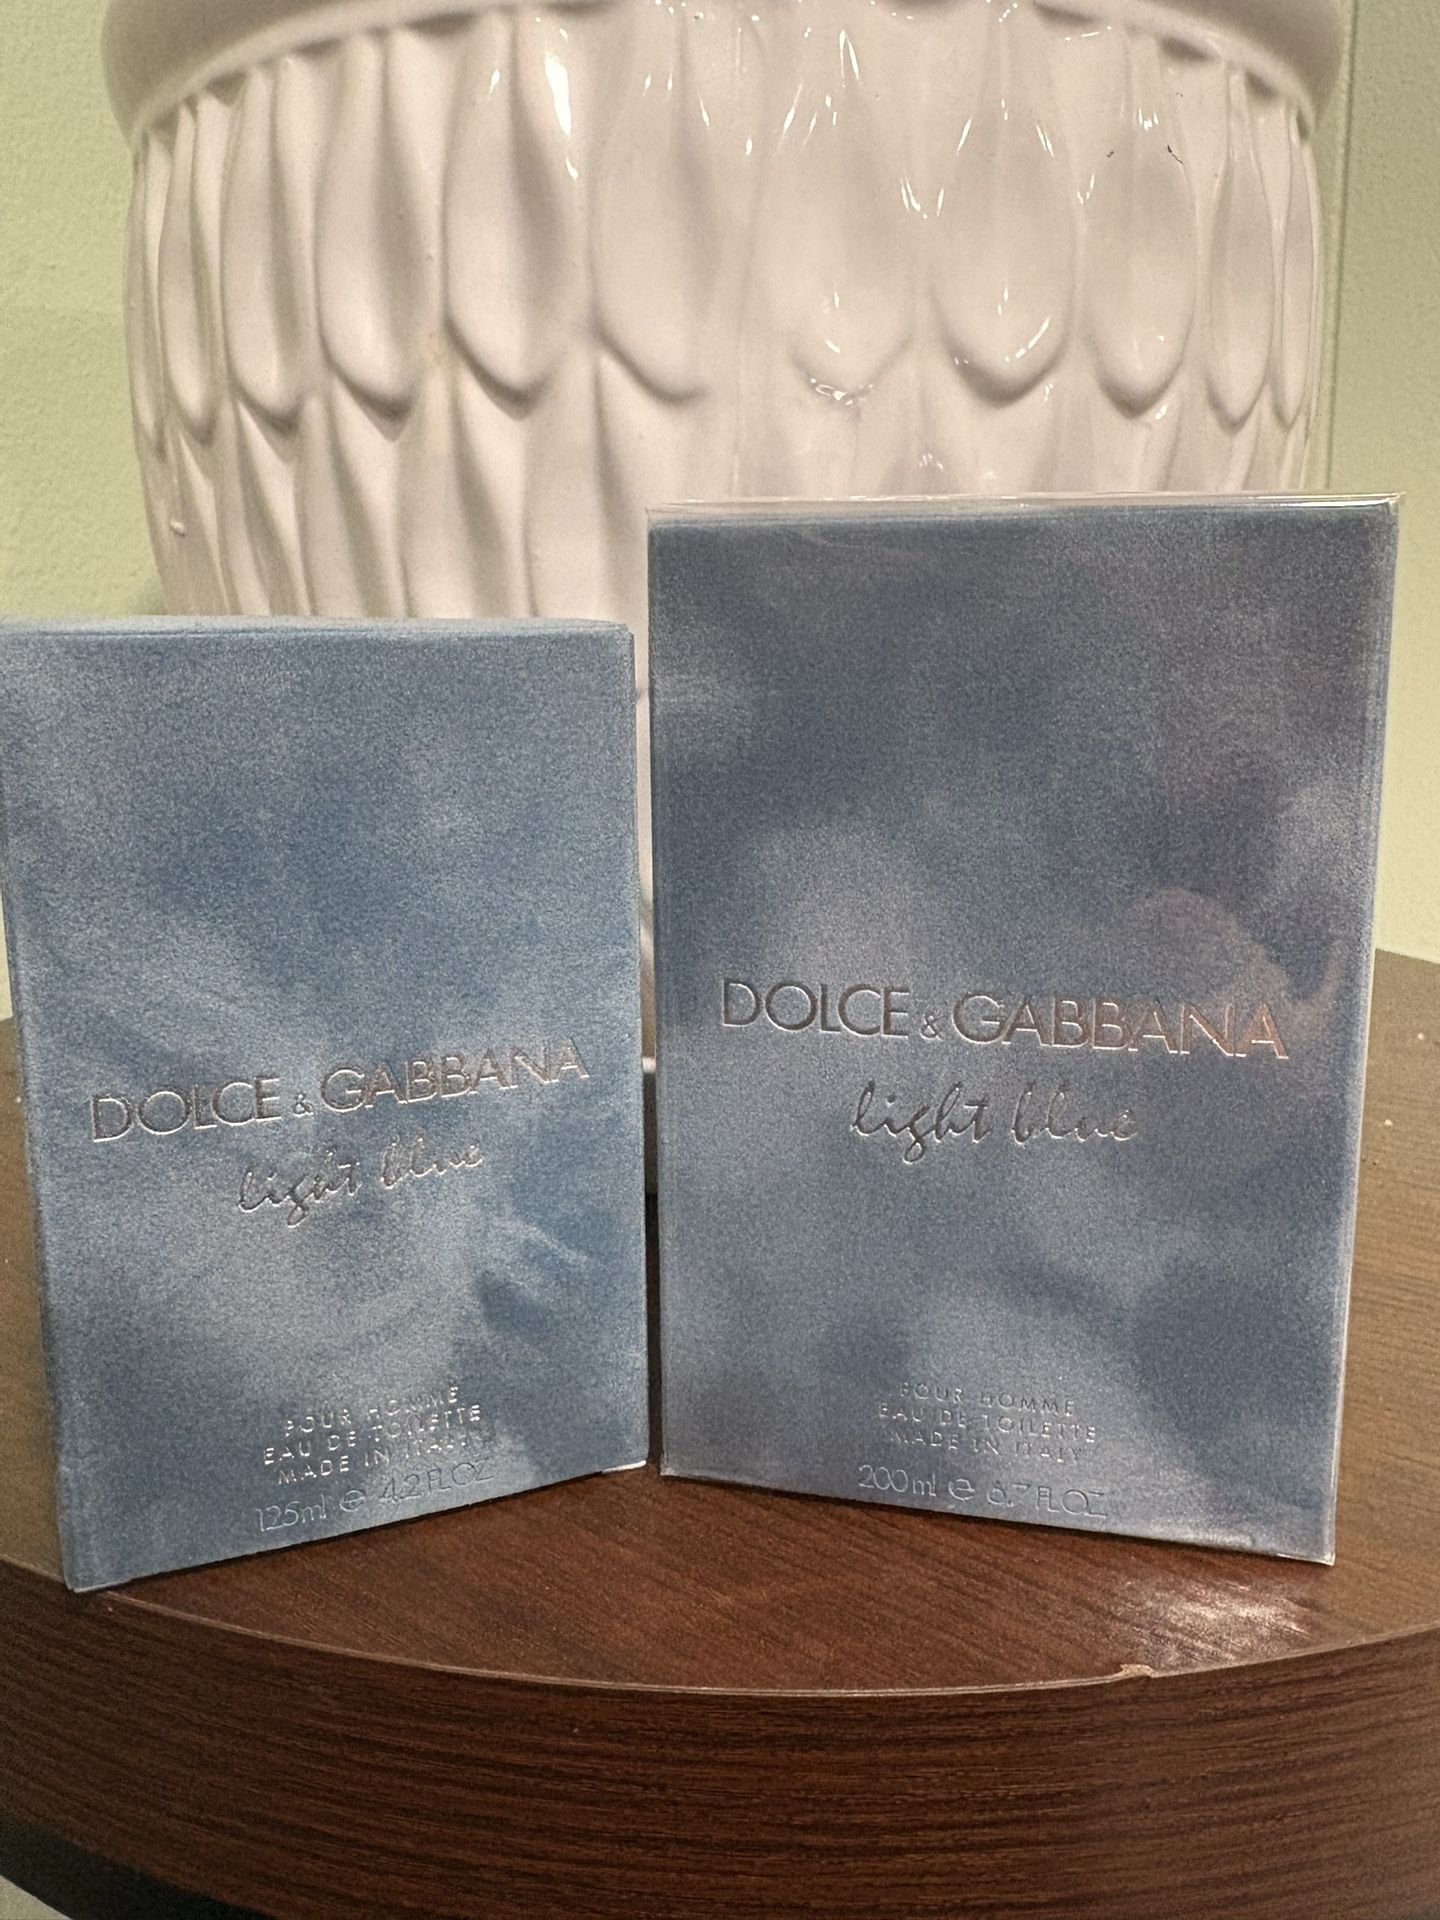 DOLCE & GABBANA
light blue
POUR HOMME
EAU DE TOILETTE
MADE IN ITALY
125ml e 4.2 FL OZ
DOLCE & GABBANA
light blue
POUR HOMME
EAU DE TOILETTE
MADE IN ITALY
200ml e 6.7 FL OZ